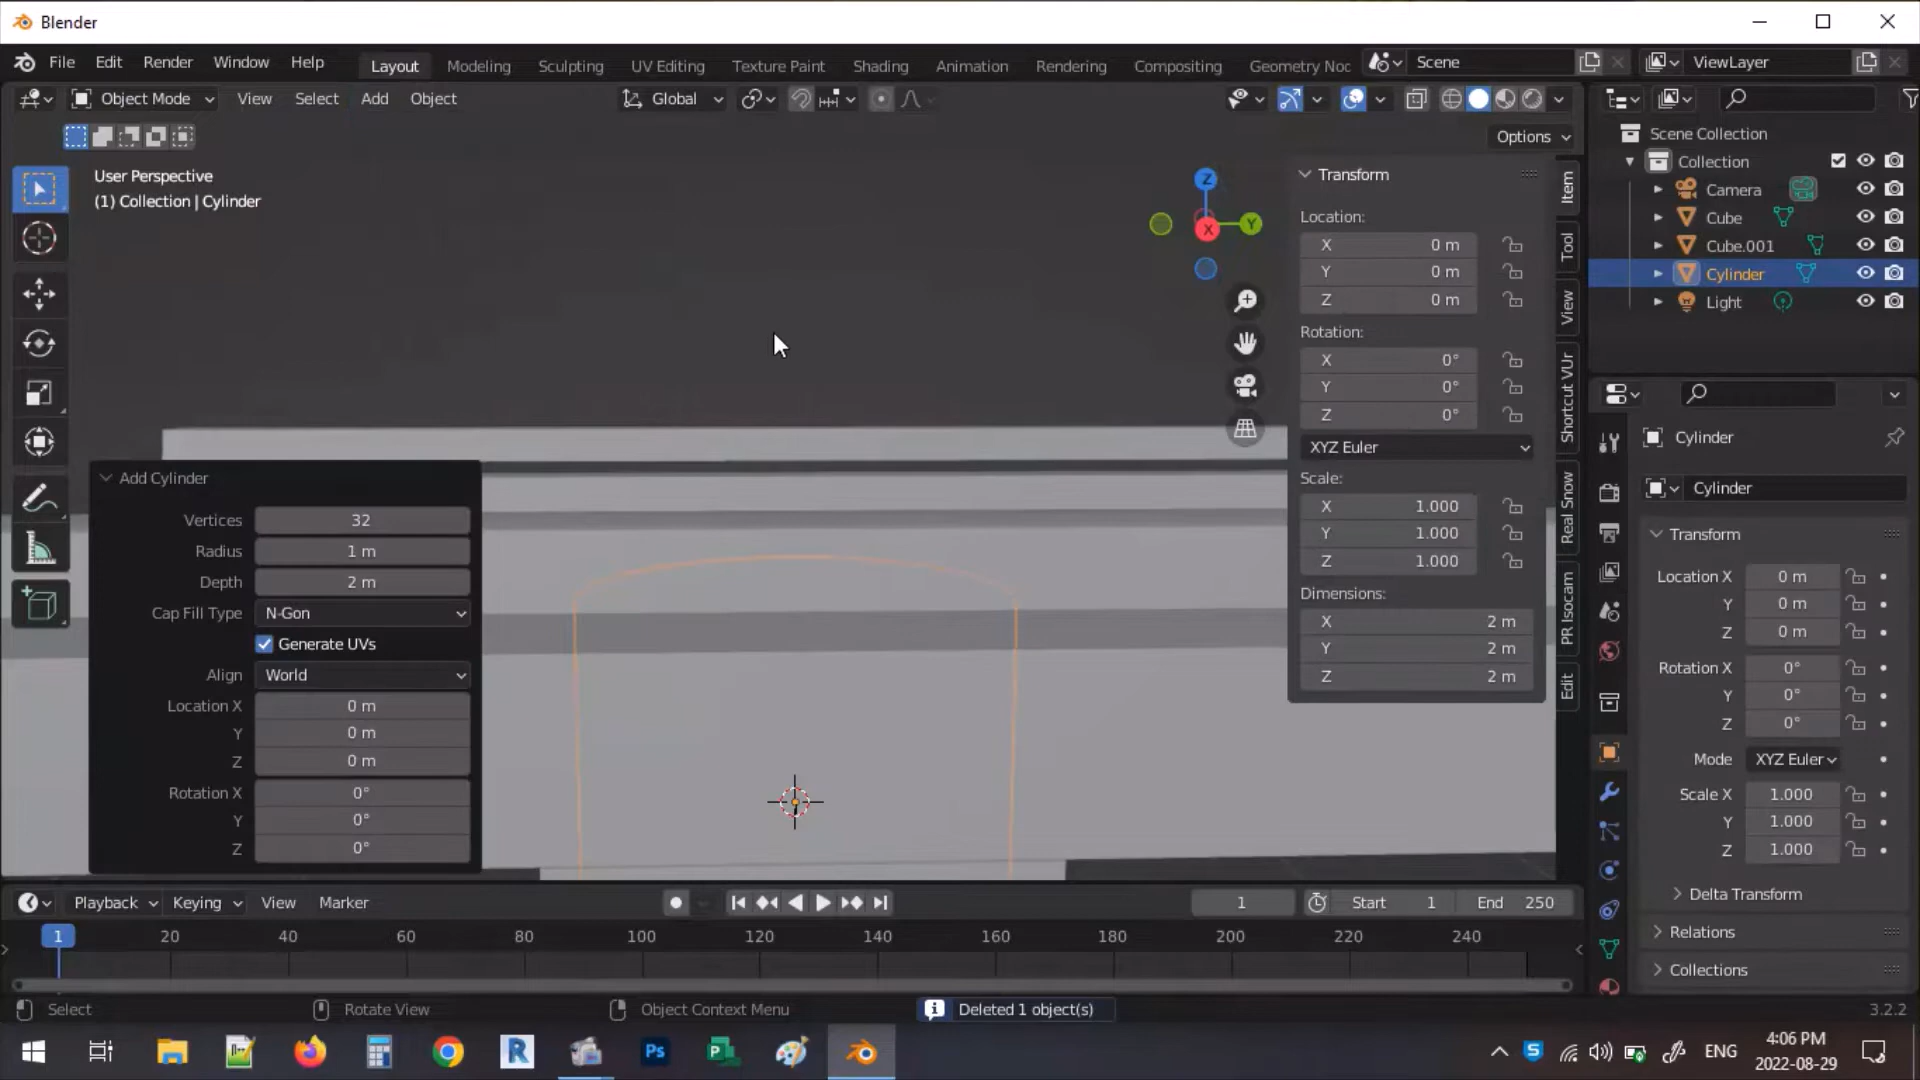 Blender
File Edit Render Window Help Layout Modeling Sculpting UV Editing Texture Paint Shading Animation Rendering Compositing Geometry Noc Scene ViewLayer
Object Mode View Select Add Object Global
Options
User Perspective
(1) Collection | Cylinder
Z
Y
X
Transform
Location:
X 0 m
Y 0 m
Z 0 m
Rotation:
X 0°
Y 0°
Z 0°
XYZ Euler
Scale:
X 1.000
Y 1.000
Z 1.000
Dimensions:
X 2 m
Y 2 m
Z 2 m
Item
Tool
View
Shortcut VUr
Real Snow
PR Isocam
Edit
Add Cylinder
Vertices 32
Radius 1 m
Depth 2 m
Cap Fill Type N-Gon
Generate UVs
Align World
Location X 0 m
Y 0 m
Z 0 m
Rotation X 0°
Y 0°
Z 0°
Scene Collection
Collection
Camera
Cube
Cube.001
Cylinder
Light
Cylinder
Cylinder
Transform
Location X 0 m
Y 0 m
Z 0 m
Rotation X 0°
Y 0°
Z 0°
Mode XYZ Euler
Scale X 1.000
Y 1.000
Z 1.000
Delta Transform
Relations
Collections
Playback Keying View Marker 1 Start 1 End 250
1 20 40 60 80 100 120 140 160 180 200 220 240
Select Rotate View Object Context Menu Deleted 1 object(s) 3.2.2
R Ps P S ENG
4:06 PM
2022-08-29